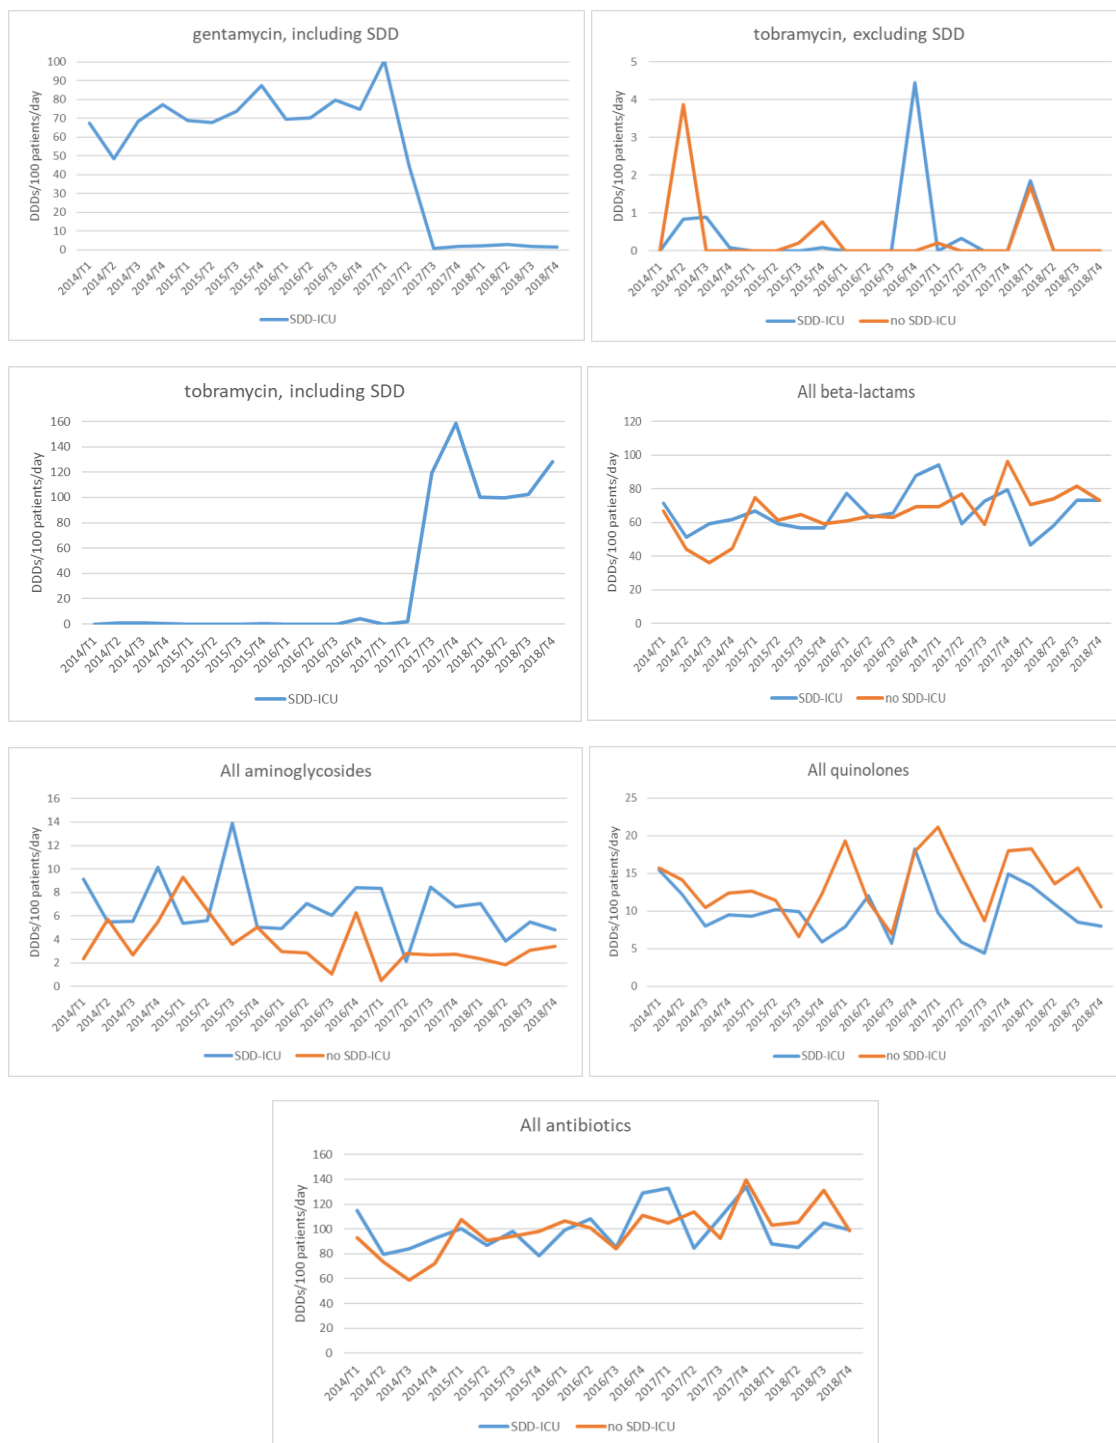 gentamycin, including SDD
DDDs/100 patients/day
100
90
80
70
60
50
40
30
20
10
0
2014/T1 2014/T2 2014/T3 2014/T4 2015/T1 2015/T2 2015/T3 2015/T4 2016/T1 2016/T2 2016/T3 2016/T4 2017/T1 2017/T2 2017/T3 2017/T4 2018/T1 2018/T2 2018/T3 2018/T4
SDD-ICU
tobramycin, excluding SDD
DDDs/100 patients/day
5
4
3
2
1
0
2014/T1 2014/T2 2014/T3 2014/T4 2015/T1 2015/T2 2015/T3 2015/T4 2016/T1 2016/T2 2016/T3 2016/T4 2017/T1 2017/T2 2017/T3 2017/T4 2018/T1 2018/T2 2018/T3 2018/T4
SDD-ICU no SDD-ICU
tobramycin, including SDD
DDDs/100 patients/day
160
140
120
100
80
60
40
20
0
2014/T1 2014/T2 2014/T3 2014/T4 2015/T1 2015/T2 2015/T3 2015/T4 2016/T1 2016/T2 2016/T3 2016/T4 2017/T1 2017/T2 2017/T3 2017/T4 2018/T1 2018/T2 2018/T3 2018/T4
SDD-ICU
All beta-lactams
DDDs/100 patients/day
120
100
80
60
40
20
0
2014/T1 2014/T2 2014/T3 2014/T4 2015/T1 2015/T2 2015/T3 2015/T4 2016/T1 2016/T2 2016/T3 2016/T4 2017/T1 2017/T2 2017/T3 2017/T4 2018/T1 2018/T2 2018/T3 2018/T4
SDD-ICU no SDD-ICU
All aminoglycosides
DDDs/100 patients/day
16
14
12
10
8
6
4
2
0
2014/T1 2014/T2 2014/T3 2014/T4 2015/T1 2015/T2 2015/T3 2015/T4 2016/T1 2016/T2 2016/T3 2016/T4 2017/T1 2017/T2 2017/T3 2017/T4 2018/T1 2018/T2 2018/T3 2018/T4
SDD-ICU no SDD-ICU
All quinolones
DDDs/100 patients/day
25
20
15
10
5
0
2014/T1 2014/T2 2014/T3 2014/T4 2015/T1 2015/T2 2015/T3 2015/T4 2016/T1 2016/T2 2016/T3 2016/T4 2017/T1 2017/T2 2017/T3 2017/T4 2018/T1 2018/T2 2018/T3 2018/T4
SDD-ICU no SDD-ICU
All antibiotics
DDDs/100 patients/day
160
140
120
100
80
60
40
20
0
2014/T1 2014/T2 2014/T3 2014/T4 2015/T1 2015/T2 2015/T3 2015/T4 2016/T1 2016/T2 2016/T3 2016/T4 2017/T1 2017/T2 2017/T3 2017/T4 2018/T1 2018/T2 2018/T3 2018/T4
SDD-ICU no SDD-ICU